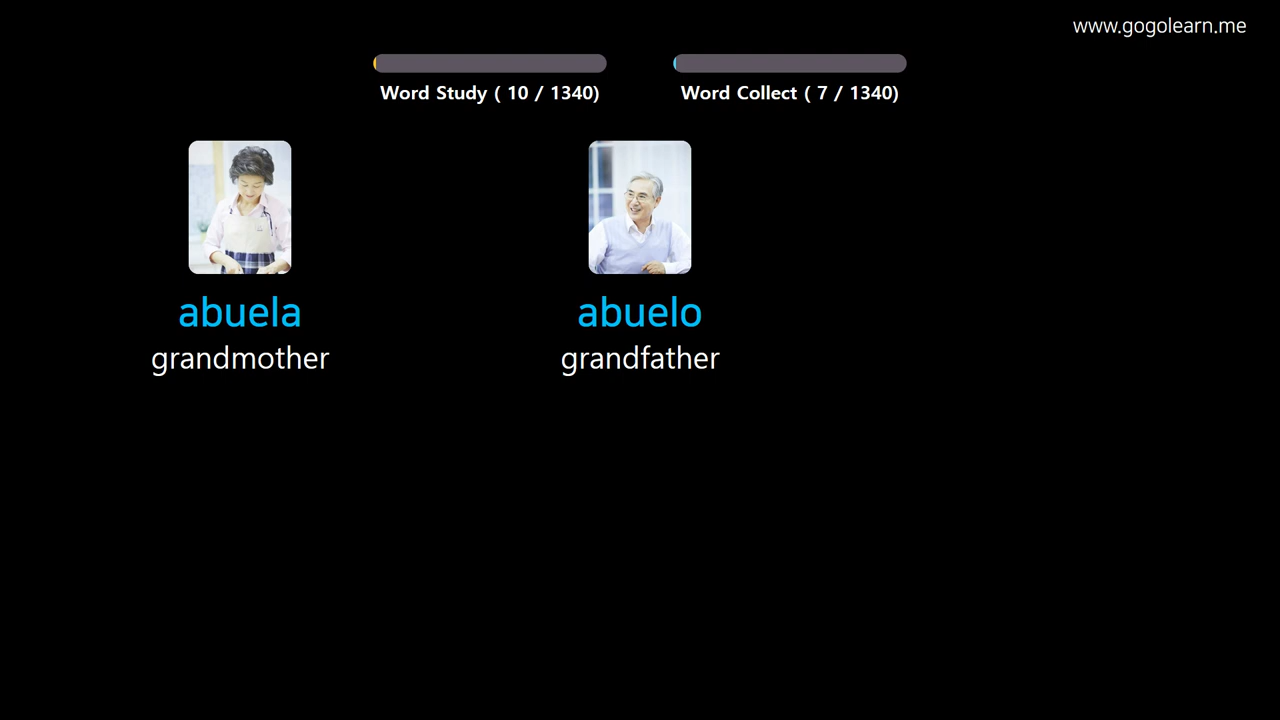 www.gogolearn.me
Word Study ( 10 / 1340)
Word Collect ( 7 / 1340)
abuela
grandmother
abuelo
grandfather